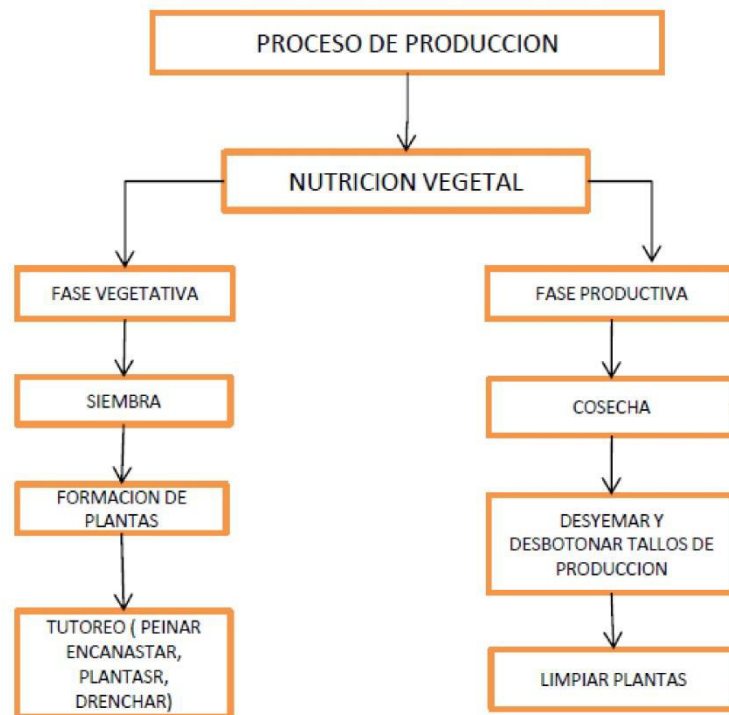 PROCESO DE PRODUCCION
NUTRICION VEGETAL
FASE VEGETATIVA
SIEMBRA
FORMACION DE
PLANTAS
TUTOREO ( PEINAR
ENCANASTAR,
PLANTASR,
DRENCHAR)
FASE PRODUCTIVA
COSECHA
DESYEMAR Y
DESBOTONAR TALLOS DE
PRODUCCION
LIMPIAR PLANTAS